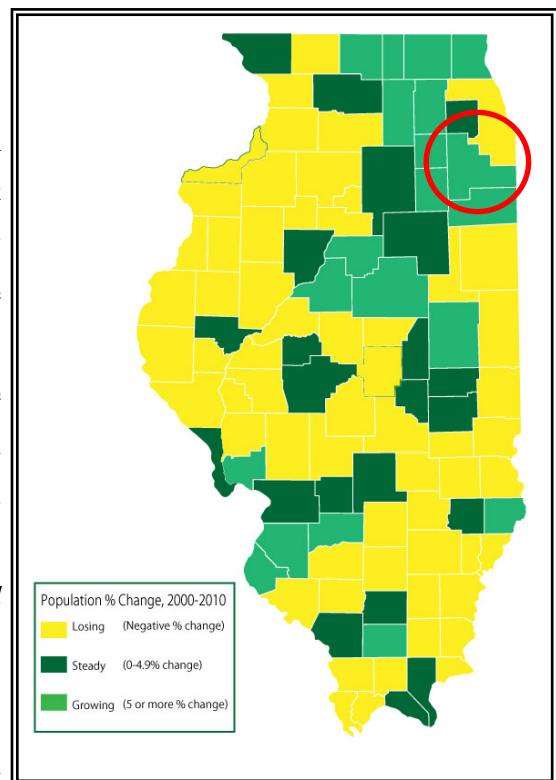 Population % Change, 2000-2010
Losing (Negative % change)
Steady (0-4.9% change)
Growing (5 or more % change)